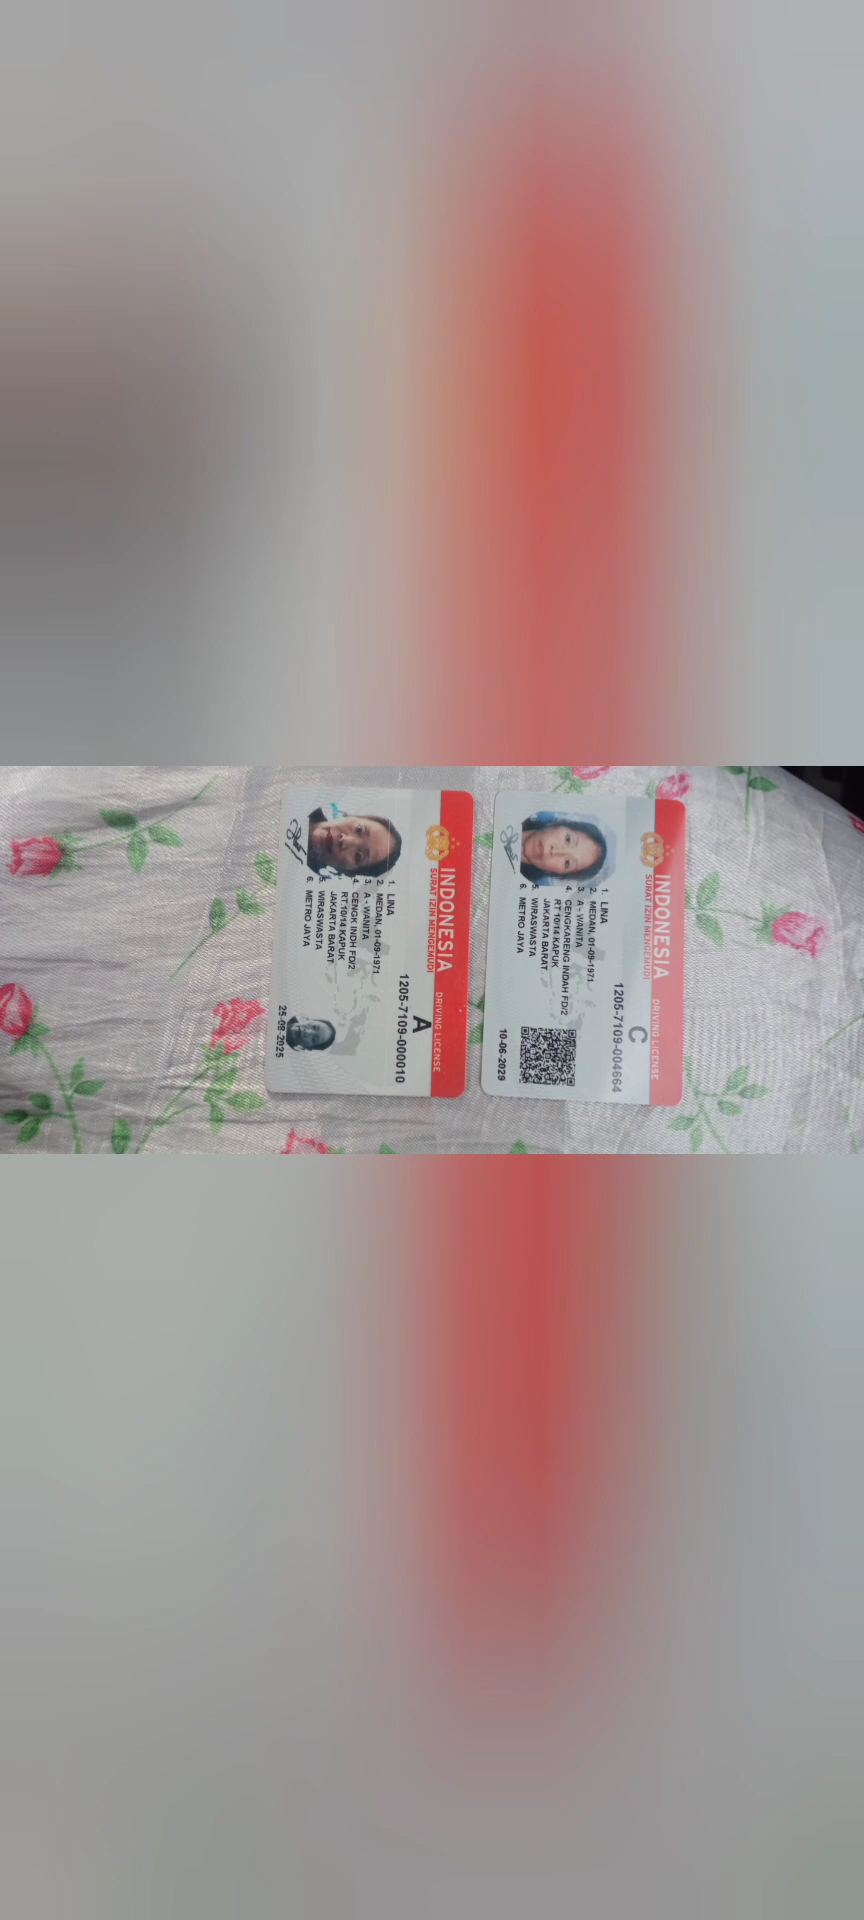 INDONESIA
SURAT IZIN MENGEMUDI
DRIVING LICENSE
C
1205-7109-004664
1. LINA
2. MEDAN, 01-09-1971
3. A - WANITA
4. CENGKARENG INDAH FD/2
RT 10/14 KAPUK
JAKARTA BARAT
5. WIRASWASTA
6. METRO JAYA
10-06-2029
INDONESIA
SURAT IZIN MENGEMUDI
DRIVING LICENSE
A
1205-7109-000010
1. LINA
2. MEDAN, 01-09-1971
3. A - WANITA
4. CENGK INDH FD/2
RT 10/14 KAPUK
JAKARTA BARAT
5. WIRASWASTA
6. METRO JAYA